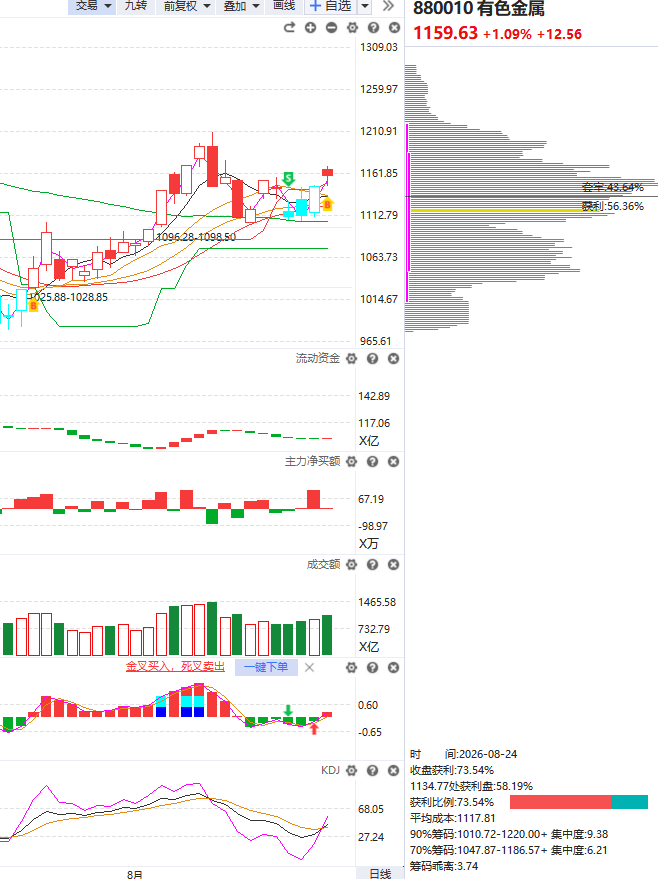 交易 九转 前复权 叠加 画线 + 自选
880010 有色金属
1159.63 +1.09% +12.56
1309.03
1259.97
1210.91
1161.85
1112.79
1063.73
1014.67
965.61
S
B
1096.28-1098.50
1025.88-1028.85
B
套牢:43.64%
获利:56.36%
流动资金
142.89
117.06
X亿
主力净买额
67.19
-98.97
X万
成交额
1465.58
732.79
X亿
金叉买入，死叉卖出 一键下单
0.60
-0.65
KDJ
68.05
27.24
8月 日线
时 间:2026-08-24
收盘获利:73.54%
1134.77处获利盘:58.19%
获利比例:73.54%
平均成本:1117.81
90%筹码:1010.72-1220.00+ 集中度:9.38
70%筹码:1047.87-1186.57+ 集中度:6.21
筹码乖离:3.74